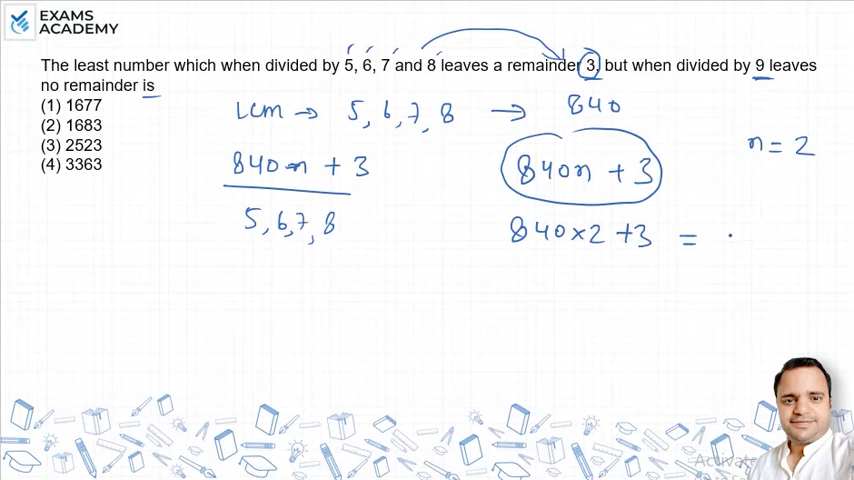 EXAMS
ACADEMY
The least number which when divided by 5, 6, 7 and 8 leaves a remainder 3, but when divided by 9 leaves
no remainder is
(1) 1677
(2) 1683
(3) 2523
(4) 3363
LCM → 5, 6, 7, 8 → 840
840n + 3
5, 6, 7, 8
840n + 3
n = 2
840×2 +3 =
Activate